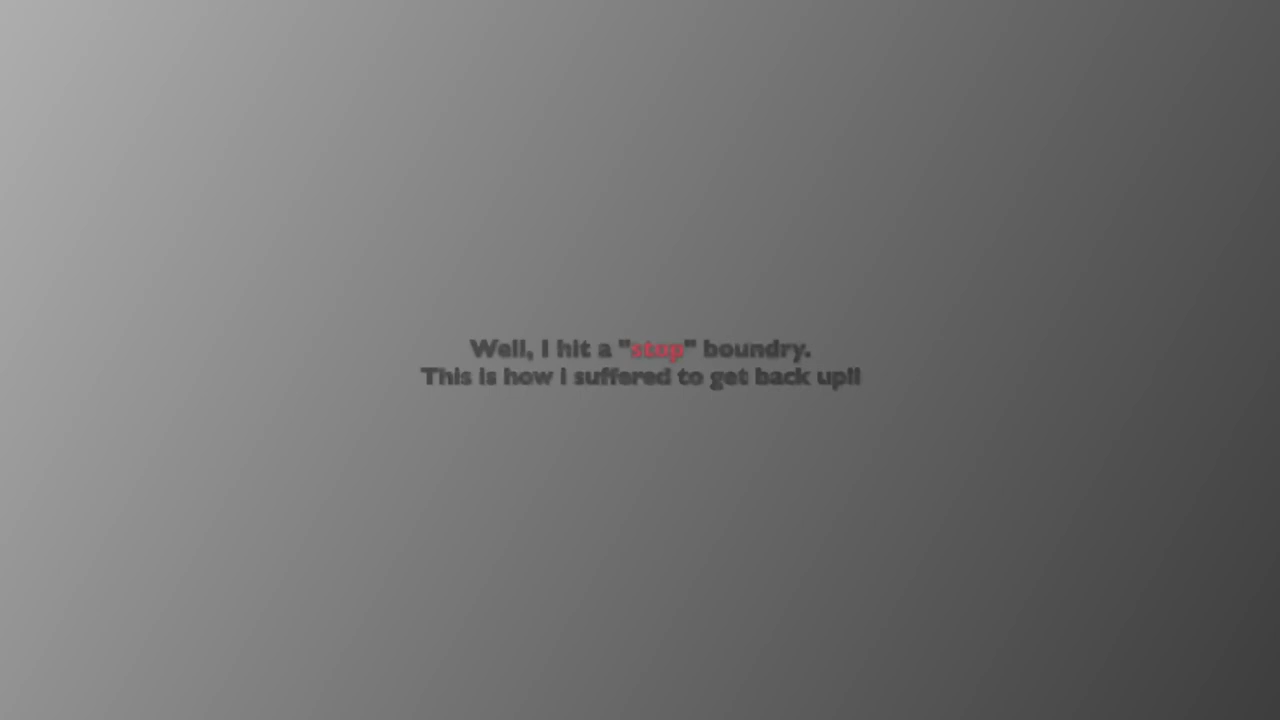 Well, I hit a "stup" boundry.
This is how i suffered to get back up!!